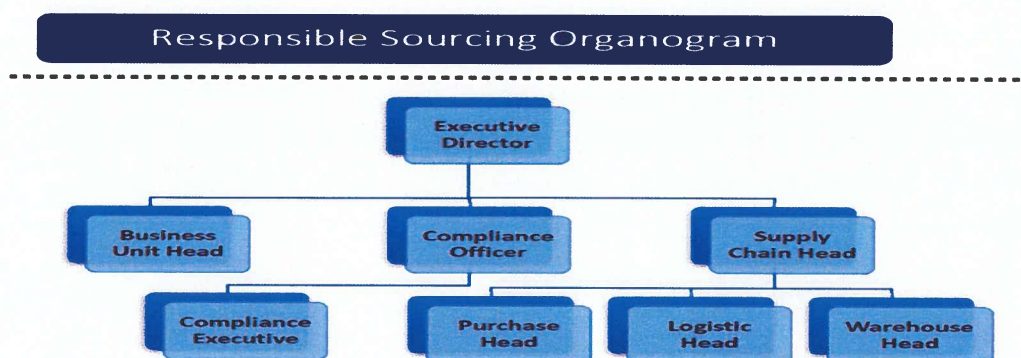 Responsible Sourcing Organogram
Executive
Director
Business
Unit Head
Compliance
Officer
Supply
Chain Head
Compliance
Executive
Purchase
Head
Logistic
Head
Warehouse
Head